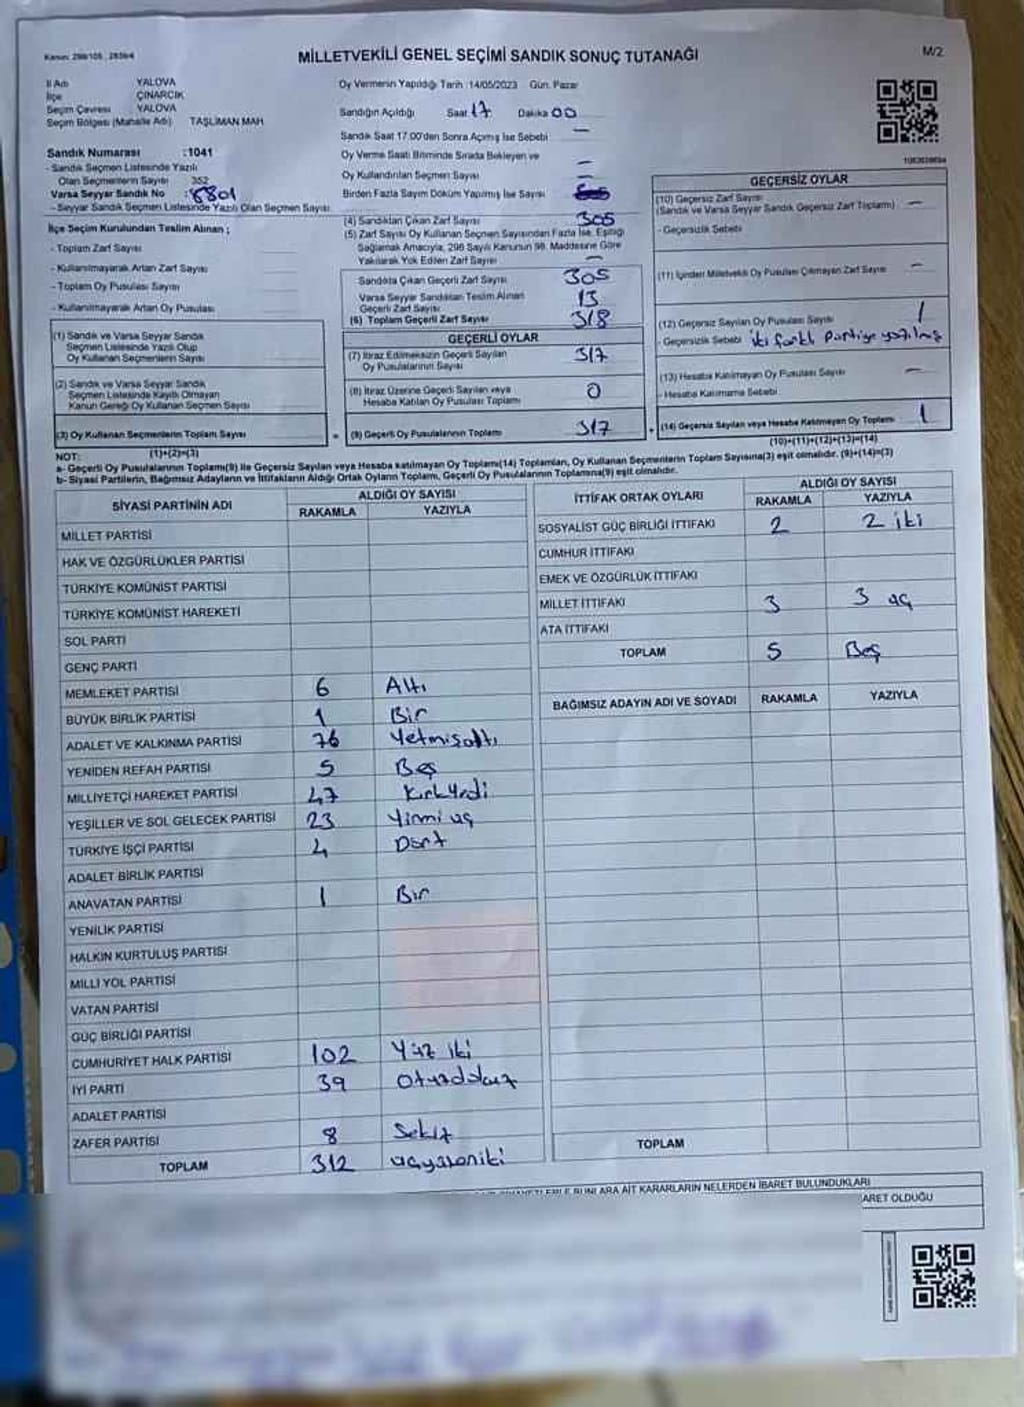 Kanun: 298/105, 2839/4
MİLLETVEKİLİ GENEL SEÇİMİ SANDIK SONUÇ TUTANAĞI
M/2
İl Adı YALOVA
İlçe ÇINARCIK
Seçim Çevresi YALOVA
Seçim Bölgesi (Mahalle Adı) TAŞLIMAN MAH
Sandık Numarası :1041
- Sandık Seçmen Listesinde Yazılı
Olan Seçmenlerin Sayısı 352
Varsa Seyyar Sandık No : 8801
- Seyyar Sandık Seçmen Listesinde Yazılı Olan Seçmen Sayısı
İlçe Seçim Kurulundan Teslim Alınan ;
- Toplam Zarf Sayısı
- Kullanılmayarak Artan Zarf Sayısı
- Toplam Oy Pusulası Sayısı
- Kullanılmayarak Artan Oy Pusulası
Oy Vermenin Yapıldığı Tarih :14/05/2023 Gün: Pazar
Sandığın Açıldığı Saat 17 Dakika 00
Sandık Saat 17.00'den Sonra Açımış İse Sebebi —
Oy Verme Saati Bitiminde Sırada Bekleyen ve
Oy Kullandırılan Seçmen Sayısı —
Birden Fazla Sayım Döküm Yapılmış İse Sayısı
(4) Sandıktan Çıkan Zarf Sayısı 305
(5) Zarf Sayısı Oy Kullanan Seçmen Sayısından Fazla İse, Eşitliği
Sağlamak Amacıyla, 298 Sayılı Kanunun 98. Maddesine Göre
Yakılarak Yok Edilen Zarf Sayısı —
Sandıkta Çıkan Geçerli Zarf Sayısı 305
Varsa Seyyar Sandıktan Teslim Alınan
Geçerli Zarf Sayısı 13
(6) Toplam Geçerli Zarf Sayısı 318
GEÇERLİ OYLAR
(7) İtiraz Edilmeksizin Geçerli Sayılan
Oy Pusulalarının Sayısı 317
(8) İtiraz Üzerine Geçerli Sayılan veya
Hesaba Katılan Oy Pusulası Toplamı 0
(9) Geçerli Oy Pusulalarının Toplamı 317
GEÇERSİZ OYLAR
(10) Geçersiz Zarf Sayısı
(Sandık ve Varsa Seyyar Sandık Geçersiz Zarf Toplamı) —
- Geçersizlik Sebebi
(11) İçinden Milletvekili Oy Pusulası Çıkmayan Zarf Sayısı —
(12) Geçersiz Sayılan Oy Pusulası Sayısı 1
- Geçersizlik Sebebi iki farklı partiye yazılmış
(13) Hesaba Katılmayan Oy Pusulası Sayısı —
- Hesaba Katmama Sebebi
(14) Geçersiz Sayılan veya Hesaba Katılmayan Oy Toplamı 1
(10)+(11)+(12)+(13)=(14)
(1) Sandık ve Varsa Seyyar Sandık
Seçmen Listesinde Yazılı Olup
Oy Kullanan Seçmenlerin Sayısı
(2) Sandık ve Varsa Seyyar Sandık
Seçmen Listesinde Kayıtlı Olmayan
Kanun Gereği Oy Kullanan Seçmen Sayısı
(3) Oy Kullanan Seçmenlerin Toplam Sayısı
(1)+(2)=(3)
NOT:
a- Geçerli Oy Pusulalarının Toplamı(9) ile Geçersiz Sayılan veya Hesaba katılmayan Oy Toplamı(14) Toplamları, Oy Kullanan Seçmenlerin Toplam Sayısına(3) eşit olmalıdır. (9)+(14)=(3)
b- Siyasi Partilerin, Bağımsız Adayların ve İttifakların Aldığı Ortak Oyların Toplamı, Geçerli Oy Pusulalarının Toplamına(9) eşit olmalıdır.
SİYASİ PARTİNİN ADI
ALDIĞI OY SAYISI
RAKAMLA YAZIYLA
MİLLET PARTİSİ
HAK VE ÖZGÜRLÜKLER PARTİSİ
TÜRKİYE KOMÜNİST PARTİSİ
TÜRKİYE KOMÜNİST HAREKETİ
SOL PARTİ
GENÇ PARTİ
MEMLEKET PARTİSİ 6 Altı
BÜYÜK BİRLİK PARTİSİ 1 Bir
ADALET VE KALKINMA PARTİSİ 76 Yetmişaltı
YENİDEN REFAH PARTİSİ 5 Beş
MİLLİYETÇİ HAREKET PARTİSİ 47 Kırkyedi
YEŞİLLER VE SOL GELECEK PARTİSİ 23 Yirmi üç
TÜRKİYE İŞÇİ PARTİSİ 4 Dört
ADALET BİRLİK PARTİSİ
ANAVATAN PARTİSİ 1 Bir
YENİLİK PARTİSİ
HALKIN KURTULUŞ PARTİSİ
MİLLİ YOL PARTİSİ
VATAN PARTİSİ
GÜÇ BİRLİĞİ PARTİSİ
CUMHURİYET HALK PARTİSİ 102 Yüz iki
İYİ PARTİ 39 Otuzdokuz
ADALET PARTİSİ
ZAFER PARTİSİ 8 Sekiz
TOPLAM 312 üçyüzoniki
İTTİFAK ORTAK OYLARI
ALDIĞI OY SAYISI
RAKAMLA YAZIYLA
SOSYALİST GÜÇ BİRLİĞİ İTTİFAKI 2 2 iki
CUMHUR İTTİFAKI
EMEK VE ÖZGÜRLÜK İTTİFAKI
MİLLET İTTİFAKI 3 3 üç
ATA İTTİFAKI
TOPLAM 5 Beş
BAĞIMSIZ ADAYIN ADI VE SOYADI RAKAMLA YAZIYLA
TOPLAM
BUNLARA AİT KARARLARIN NELERDEN İBARET BULUNDUKLARI
ARET OLDUĞU